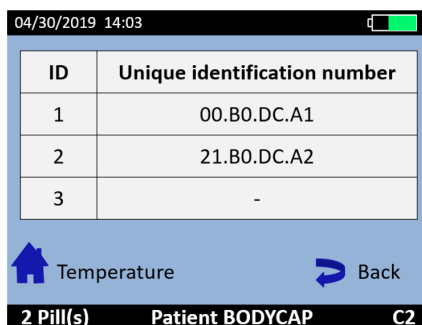 04/30/2019 14:03
ID Unique identification number
1 00.B0.DC.A1
2 21.B0.DC.A2
3 -
Temperature Back
2 Pill(s) Patient BODYCAP C2